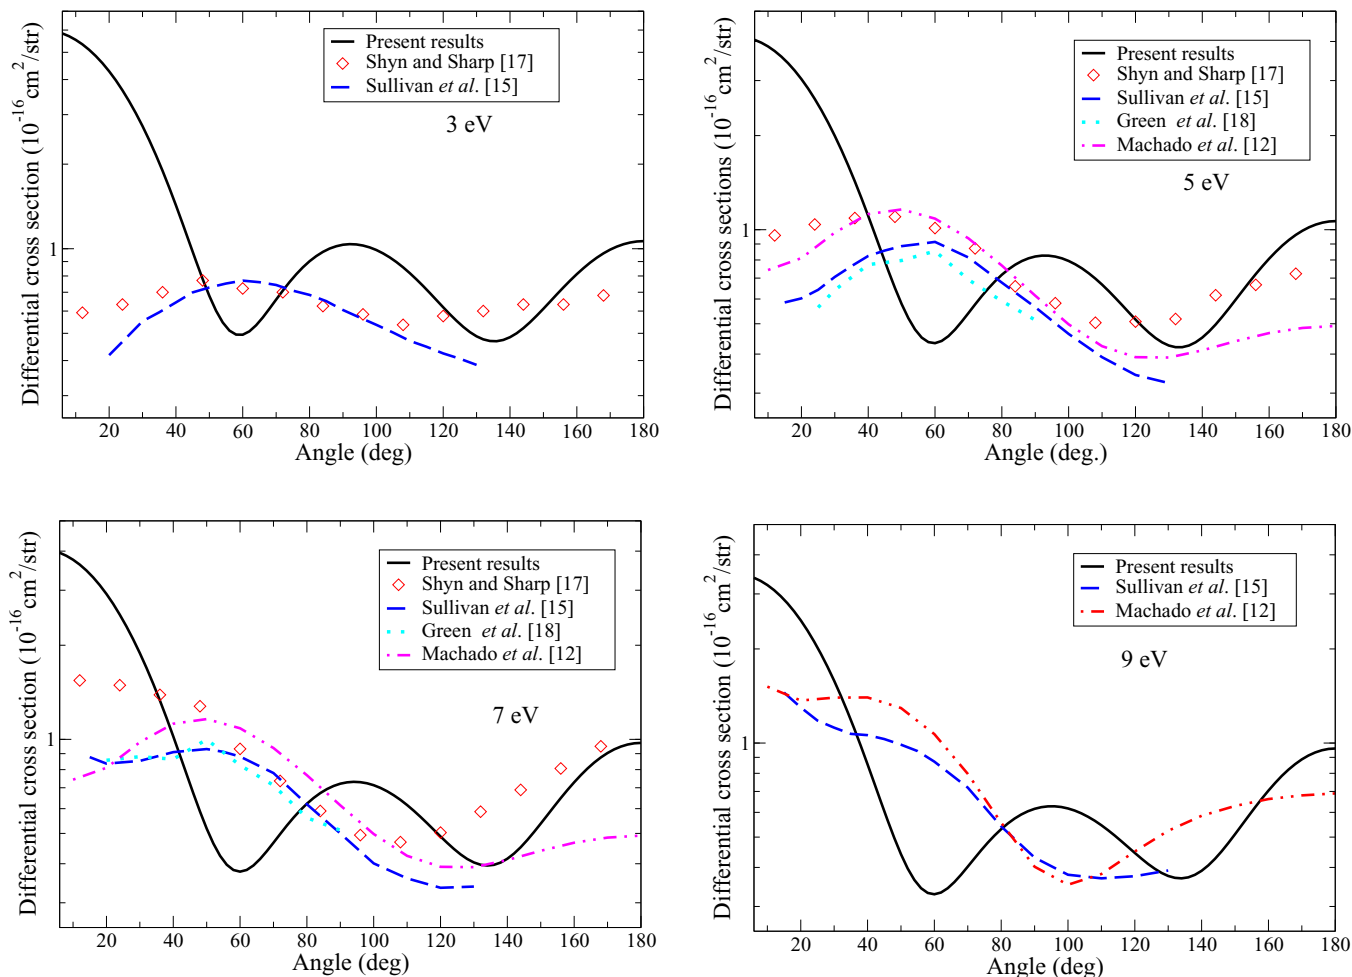 Differential cross section (10^-16 cm^2/str)
Present results
Shyn and Sharp [17]
Sullivan et al. [15]
3 eV
1
20 40 60 80 100 120 140 160 180
Angle (deg)
Differential cross sections (10^-16 cm^2/str)
Present results
Shyn and Sharp [17]
Sullivan et al. [15]
Green et al. [18]
Machado et al. [12]
5 eV
1
20 40 60 80 100 120 140 160 180
Angle (deg.)
Differential cross section (10^-16 cm^2/str)
Present results
Shyn and Sharp [17]
Sullivan et al. [15]
Green et al. [18]
Machado et al. [12]
7 eV
1
20 40 60 80 100 120 140 160 180
Angle (deg)
Differential cross section (10^-16 cm^2/str)
Present results
Sullivan et al. [15]
Machado et al. [12]
9 eV
1
20 40 60 80 100 120 140 160 180
Angle (deg)